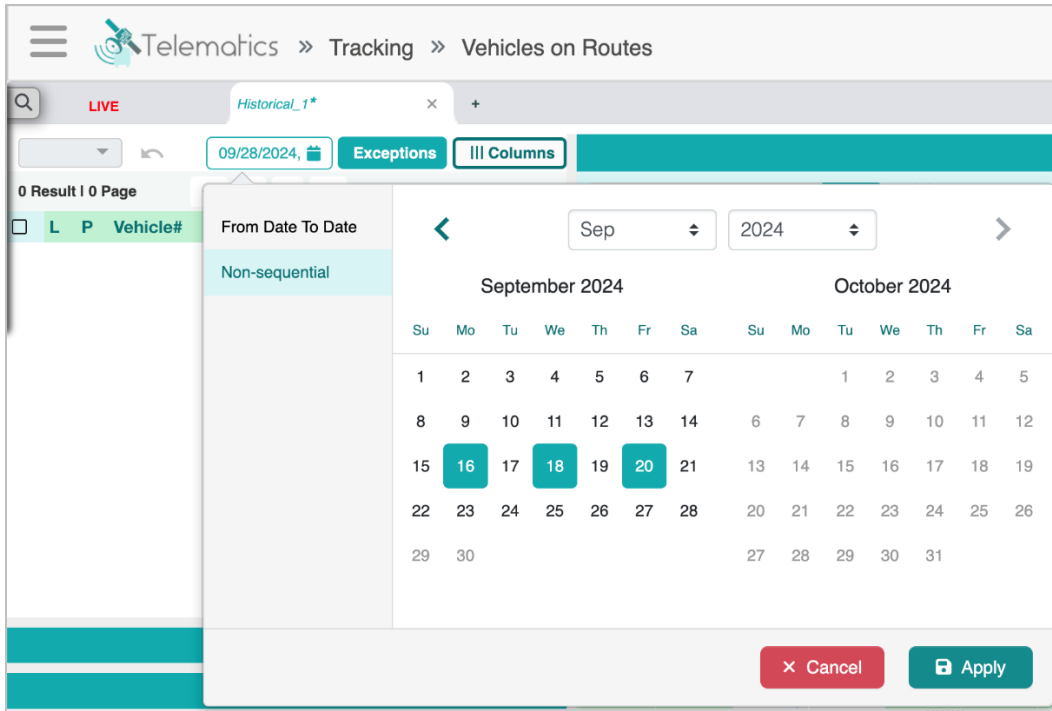 Telematics » Tracking » Vehicles on Routes
LIVE
Historical_1* × +
09/28/2024,
Exceptions
Columns
0 Result | 0 Page
L P Vehicle#
From Date To Date
Non-sequential
Sep 2024
September 2024
Su Mo Tu We Th Fr Sa
1 2 3 4 5 6 7
8 9 10 11 12 13 14
15 16 17 18 19 20 21
22 23 24 25 26 27 28
29 30
October 2024
Su Mo Tu We Th Fr Sa
1 2 3 4 5
6 7 8 9 10 11 12
13 14 15 16 17 18 19
20 21 22 23 24 25 26
27 28 29 30 31
× Cancel
Apply